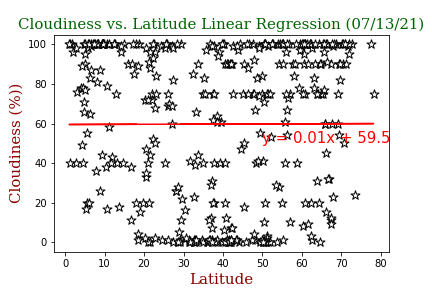 Cloudiness vs. Latitude Linear Regression (07/13/21)
Cloudiness (%))
100
80
60
40
20
0
y = 0.01x + 59.5
0 10 20 30 40 50 60 70 80
Latitude